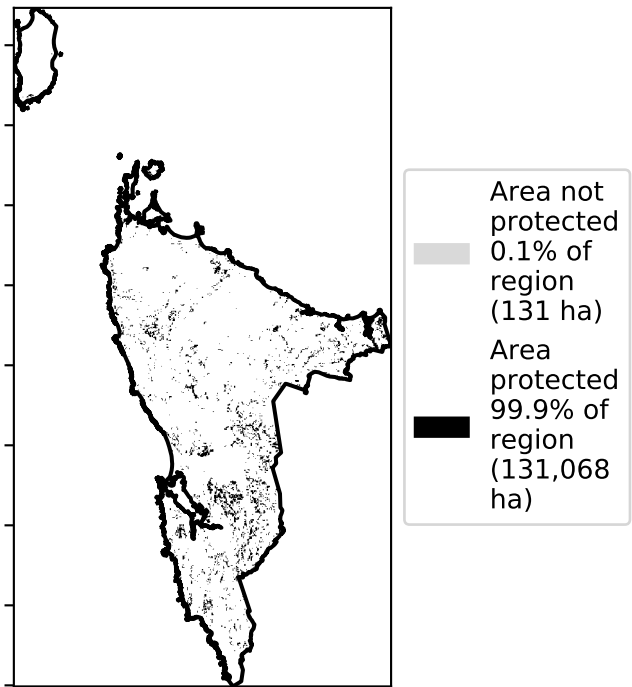 Area not
protected
0.1% of
region
(131 ha)
Area
protected
99.9% of
region
(131,068
ha)